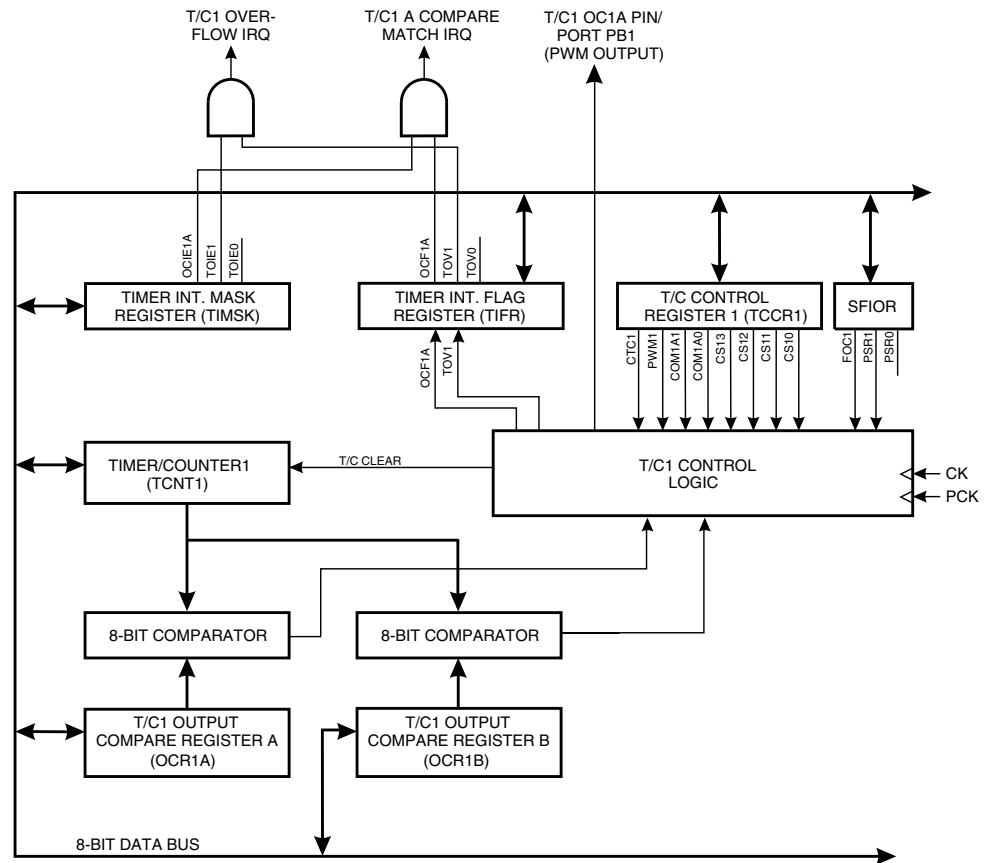 T/C1 OVER-
FLOW IRQ
T/C1 A COMPARE
MATCH IRQ
T/C1 OC1A PIN/
PORT PB1
(PWM OUTPUT)
OCIE1A
TOIE1
TOIE0
OCF1A
TOV1
TOV0
TIMER INT. MASK
REGISTER (TIMSK)
TIMER INT. FLAG
REGISTER (TIFR)
T/C CONTROL
REGISTER 1 (TCCR1)
SFIOR
OCF1A
TOV1
CTC1
PWM1
COM1A1
COM1A0
CS13
CS12
CS11
CS10
FOC1
PSR1
PSR0
TIMER/COUNTER1
(TCNT1)
T/C CLEAR
T/C1 CONTROL
LOGIC
CK
PCK
8-BIT COMPARATOR
8-BIT COMPARATOR
T/C1 OUTPUT
COMPARE REGISTER A
(OCR1A)
T/C1 OUTPUT
COMPARE REGISTER B
(OCR1B)
8-BIT DATA BUS